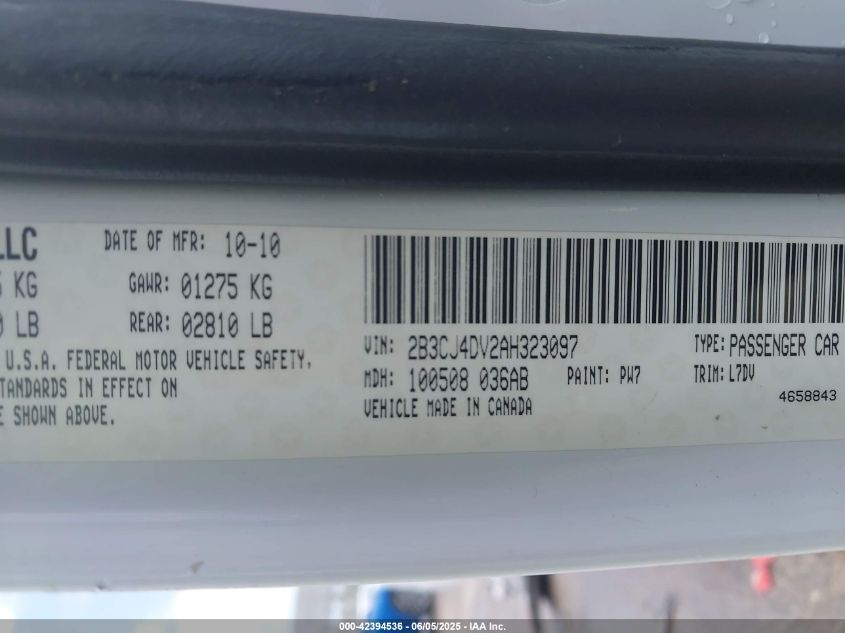 LLC DATE OF MFR: 10-10
KG GAWR: 01275 KG
LB REAR: 02810 LB
U.S.A. FEDERAL MOTOR VEHICLE SAFETY,
STANDARDS IN EFFECT ON
SHOWN ABOVE.
VIN: 2B3CJ4DV2AH323097 TYPE: PASSENGER CAR
MDH: 100508 036AB PAINT: PW7 TRIM: L7DV
VEHICLE MADE IN CANADA 4658843
000-42394536 - 06/05/2025 - IAA Inc.